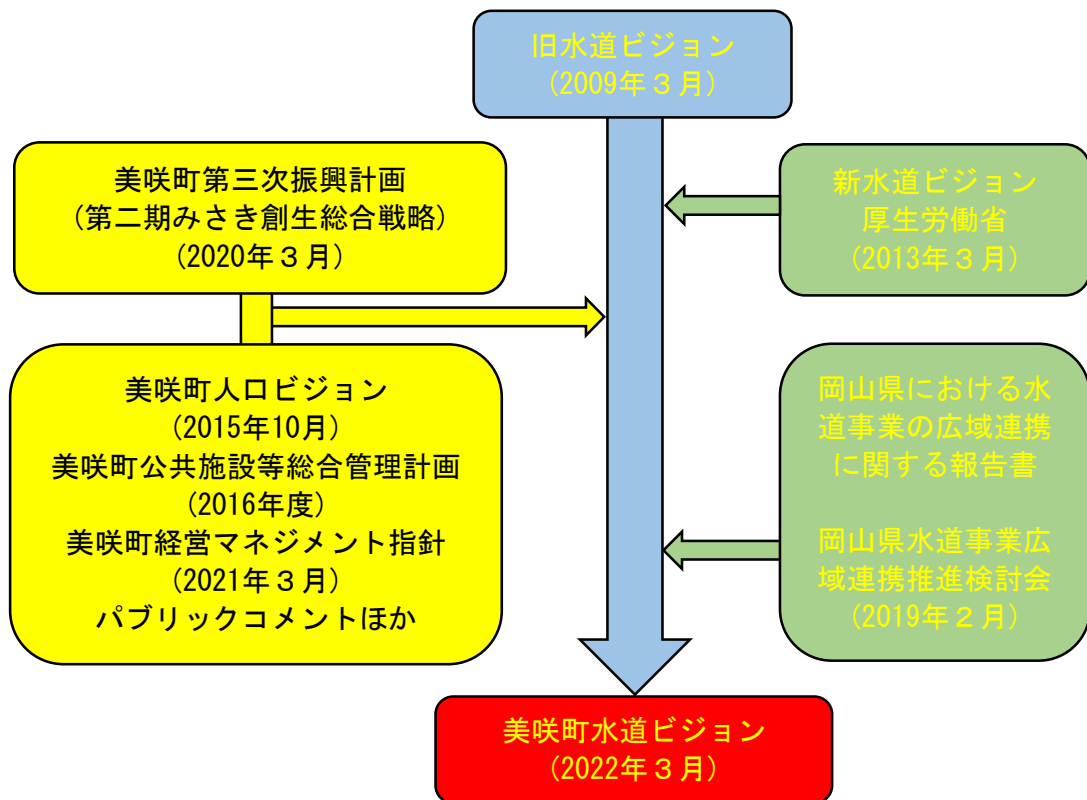 旧水道ビジョン
(2009年３月)
美咲町第三次振興計画
(第二期みさき創生総合戦略)
(2020年３月)
新水道ビジョン
厚生労働省
(2013年３月)
美咲町人口ビジョン
(2015年10月)
美咲町公共施設等総合管理計画
(2016年度)
美咲町経営マネジメント指針
(2021年３月)
パブリックコメントほか
岡山県における水
道事業の広域連携
に関する報告書
岡山県水道事業広
域連携推進検討会
(2019年２月)
美咲町水道ビジョン
(2022年３月)